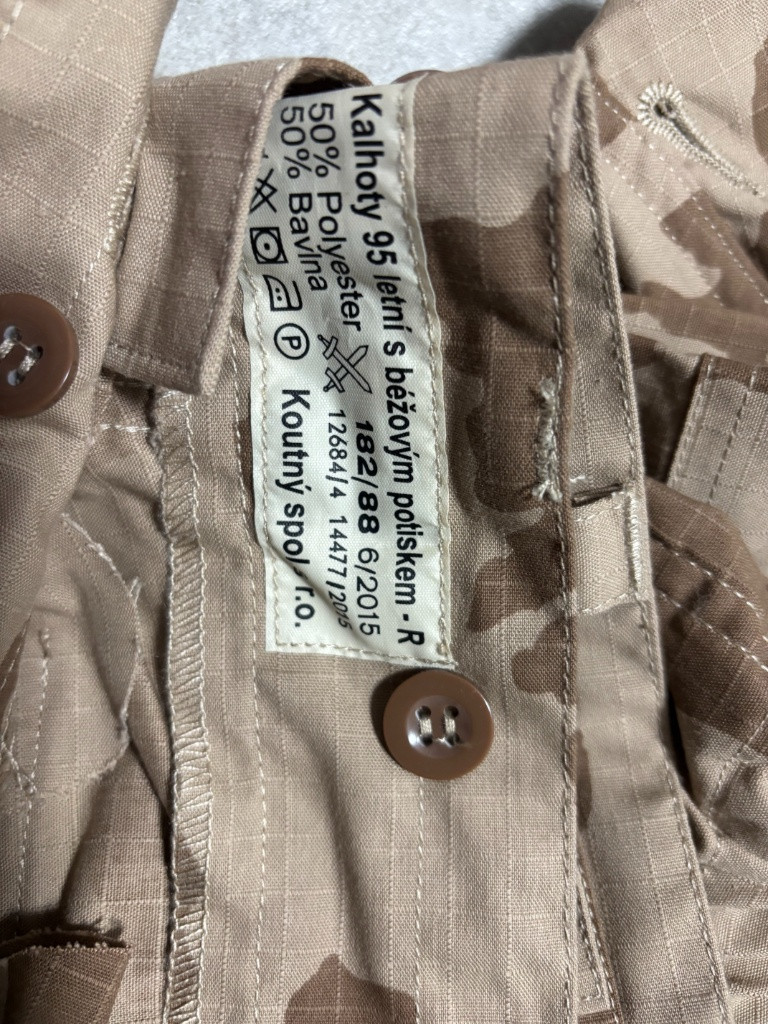 Kalhoty 95 letní s béžovým potiskem - R
50% Polyester 182/88 6/2015
50% Bavlna 12684/4 14477/2015
P Koutný spol. r.o.